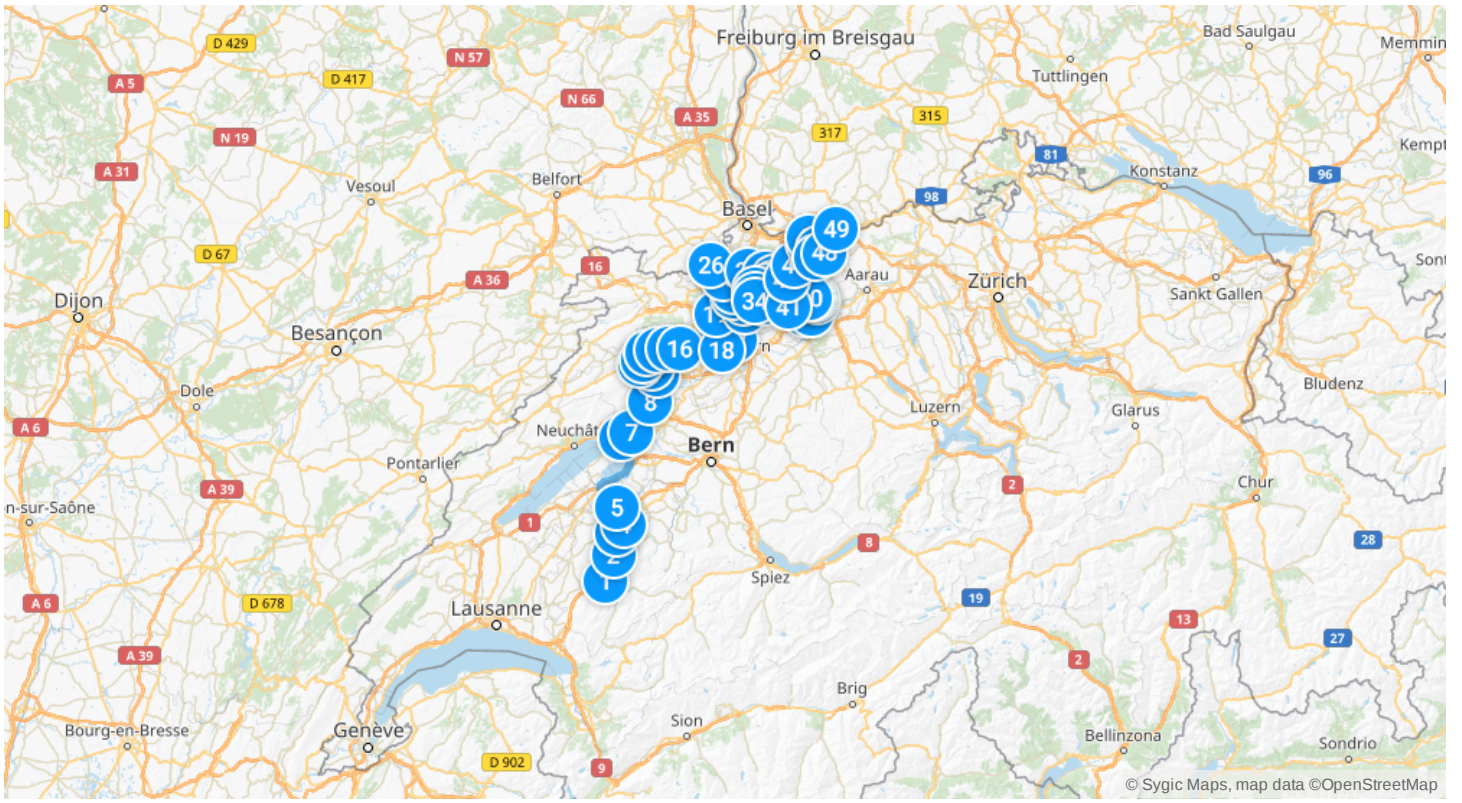 Freiburg im Breisgau
Bad Saulgau
D 429
Memmin
N 57
Tuttlingen
D 417
A 5
N 66
A 35
315
317
N 19
Kempt
81
A 31
Konstanz
96
Belfort
Vesoul
98
Basel
49
D 67
48
26
16
Aarau
A 36
Zürich
Sankt Gallen
Dijon
34
41
Besançon
16
18
Bludenz
Dole
8
Luzern
Glarus
A 6
7
Neuchât
Bern
Pontarlier
Chur
A 39
2
n-sur-Saône
5
1
8
28
2
Spiez
1
19
A 6
D 678
Lausanne
13
27
A 39
2
Brig
Sion
Bourg-en-Bresse
Genève
Bellinzona
Sondrio
D 902
9
© Sygic Maps, map data ©OpenStreetMap